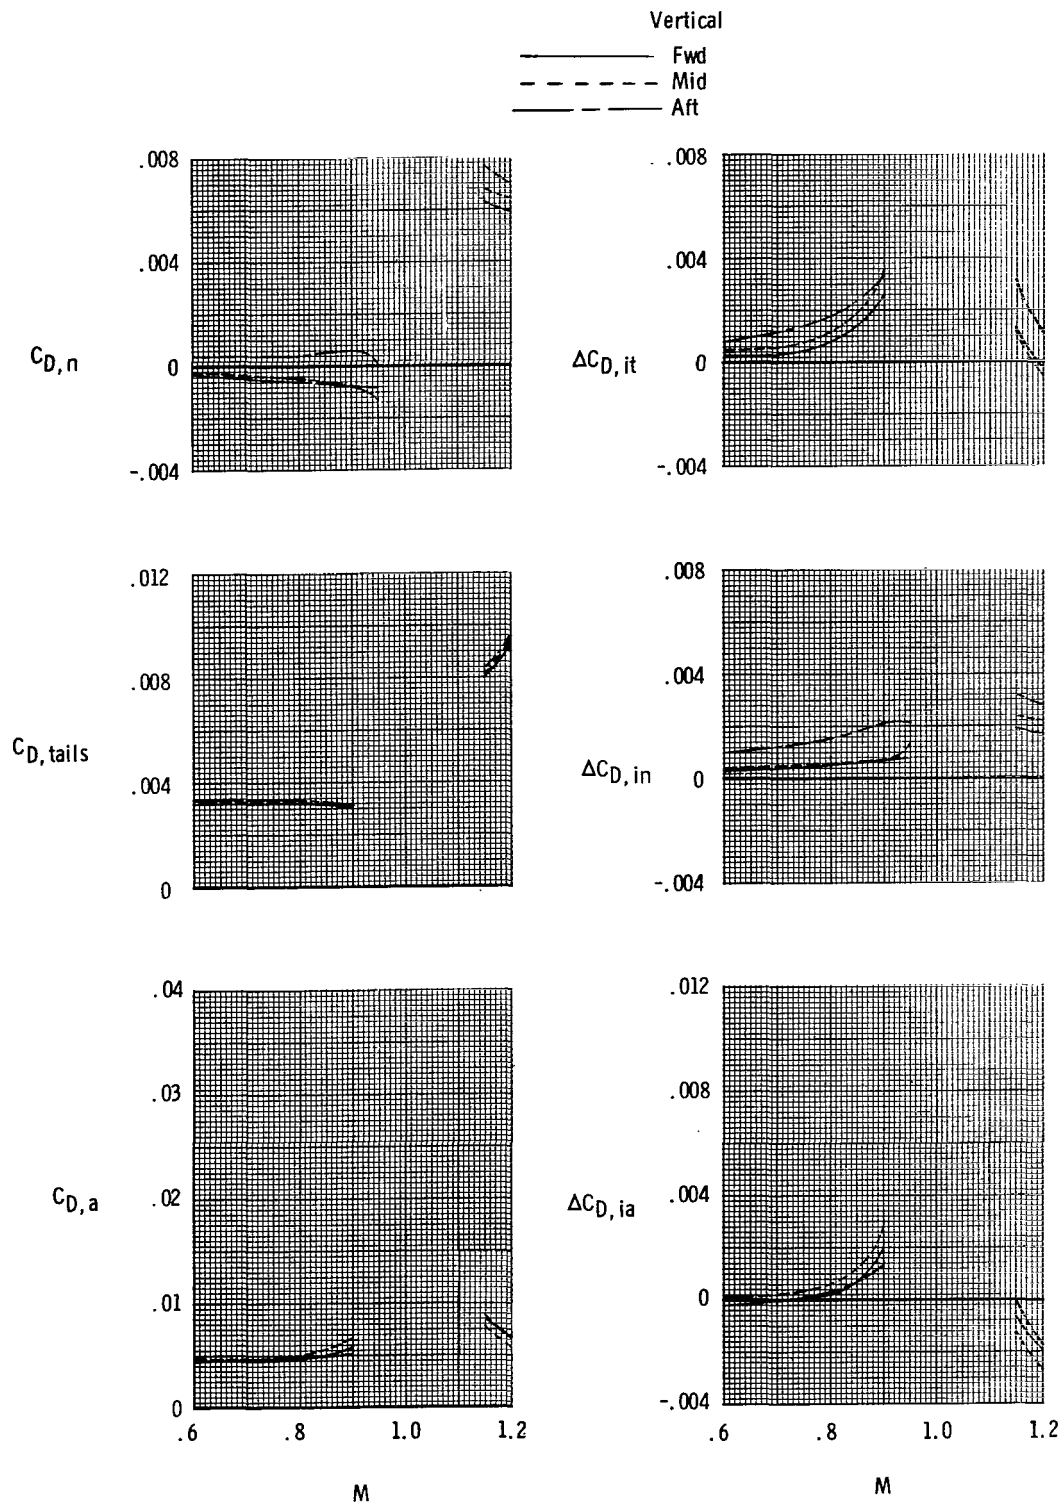 Vertical
Fwd
Mid
Aft
.008
.004
0
-.004
C_D,n
.008
.004
0
-.004
ΔC_D,it
.012
.008
.004
0
C_D,tails
.008
.004
0
-.004
ΔC_D,in
.04
.03
.02
.01
0
C_D,a
.6
.8
1.0
1.2
M
.012
.008
.004
0
-.004
ΔC_D,ia
.6
.8
1.0
1.2
M